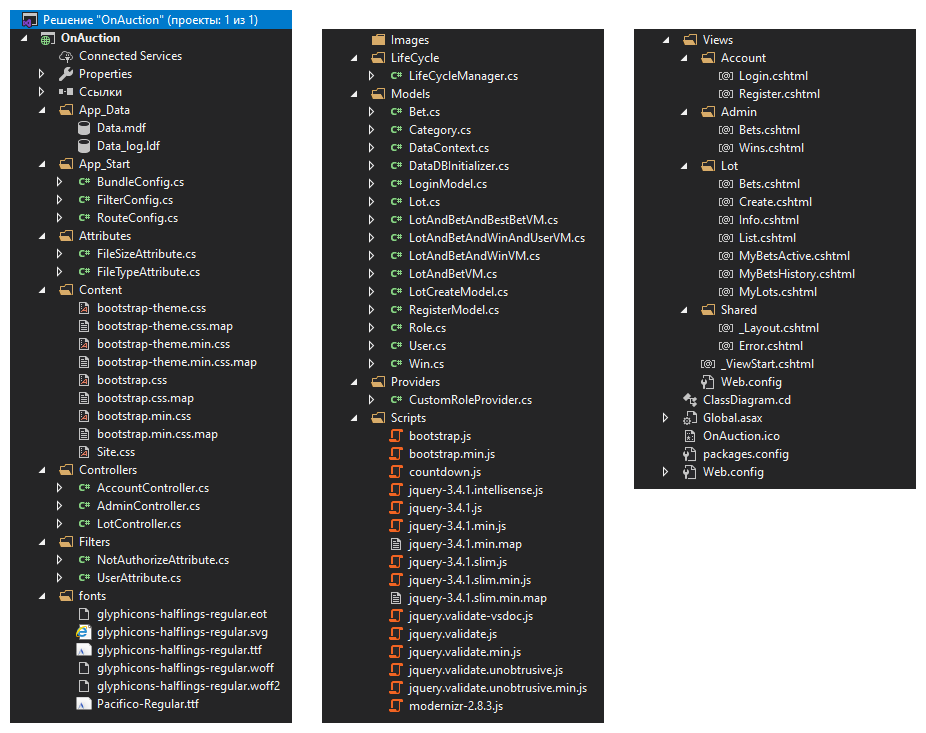 Решение "OnAuction" (проекты: 1 из 1)
OnAuction
Connected Services
Properties
Ссылки
App_Data
Data.mdf
Data_log.ldf
App_Start
BundleConfig.cs
FilterConfig.cs
RouteConfig.cs
Attributes
FileSizeAttribute.cs
FileTypeAttribute.cs
Content
bootstrap-theme.css
bootstrap-theme.css.map
bootstrap-theme.min.css
bootstrap-theme.min.css.map
bootstrap.css
bootstrap.css.map
bootstrap.min.css
bootstrap.min.css.map
Site.css
Controllers
AccountController.cs
AdminController.cs
LotController.cs
Filters
NotAuthorizeAttribute.cs
UserAttribute.cs
fonts
glyphicons-halflings-regular.eot
glyphicons-halflings-regular.svg
glyphicons-halflings-regular.ttf
glyphicons-halflings-regular.woff
glyphicons-halflings-regular.woff2
Pacifico-Regular.ttf
Images
LifeCycle
LifeCycleManager.cs
Models
Bet.cs
Category.cs
DataContext.cs
DataDBInitializer.cs
LoginModel.cs
Lot.cs
LotAndBetAndBestBetVM.cs
LotAndBetAndWinAndUserVM.cs
LotAndBetAndWinVM.cs
LotAndBetVM.cs
LotCreateModel.cs
RegisterModel.cs
Role.cs
User.cs
Win.cs
Providers
CustomRoleProvider.cs
Scripts
bootstrap.js
bootstrap.min.js
countdown.js
jquery-3.4.1.intellisense.js
jquery-3.4.1.js
jquery-3.4.1.min.js
jquery-3.4.1.min.map
jquery-3.4.1.slim.js
jquery-3.4.1.slim.min.js
jquery-3.4.1.slim.min.map
jquery.validate-vsdoc.js
jquery.validate.js
jquery.validate.min.js
jquery.validate.unobtrusive.js
jquery.validate.unobtrusive.min.js
modernizr-2.8.3.js
Views
Account
Login.cshtml
Register.cshtml
Admin
Bets.cshtml
Wins.cshtml
Lot
Bets.cshtml
Create.cshtml
Info.cshtml
List.cshtml
MyBetsActive.cshtml
MyBetsHistory.cshtml
MyLots.cshtml
Shared
_Layout.cshtml
Error.cshtml
_ViewStart.cshtml
Web.config
ClassDiagram.cd
Global.asax
OnAuction.ico
packages.config
Web.config